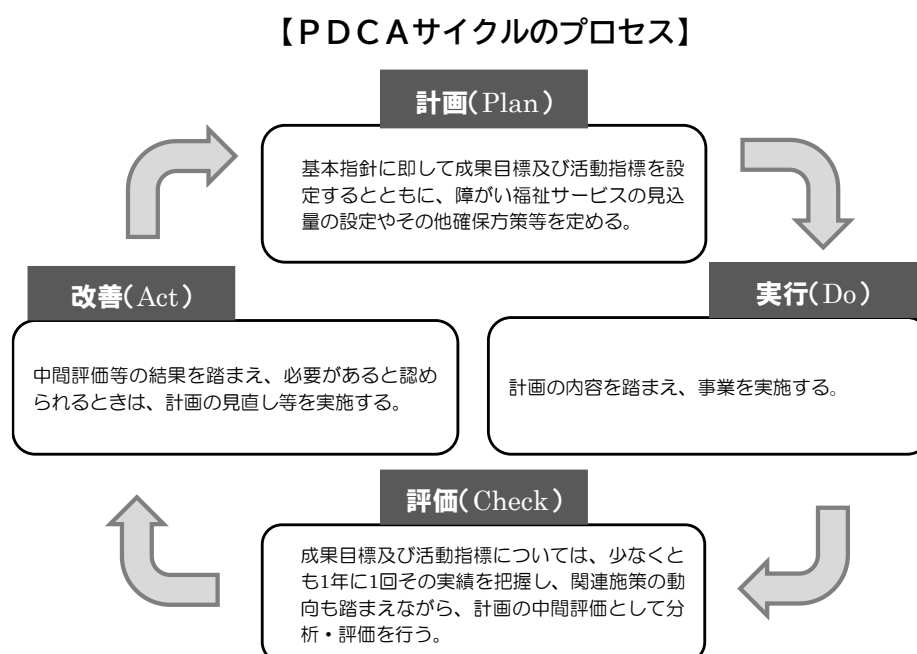 【ＰＤＣＡサイクルのプロセス】
計画(Plan)
基本指針に即して成果目標及び活動指標を設
定するとともに、障がい福祉サービスの見込
量の設定やその他確保方策等を定める。
改善(Act)
中間評価等の結果を踏まえ、必要があると認め
られるときは、計画の見直し等を実施する。
実行(Do)
計画の内容を踏まえ、事業を実施する。
評価(Check)
成果目標及び活動指標については、少なくと
も1年に1回その実績を把握し、関連施策の動
向も踏まえながら、計画の中間評価として分
析・評価を行う。